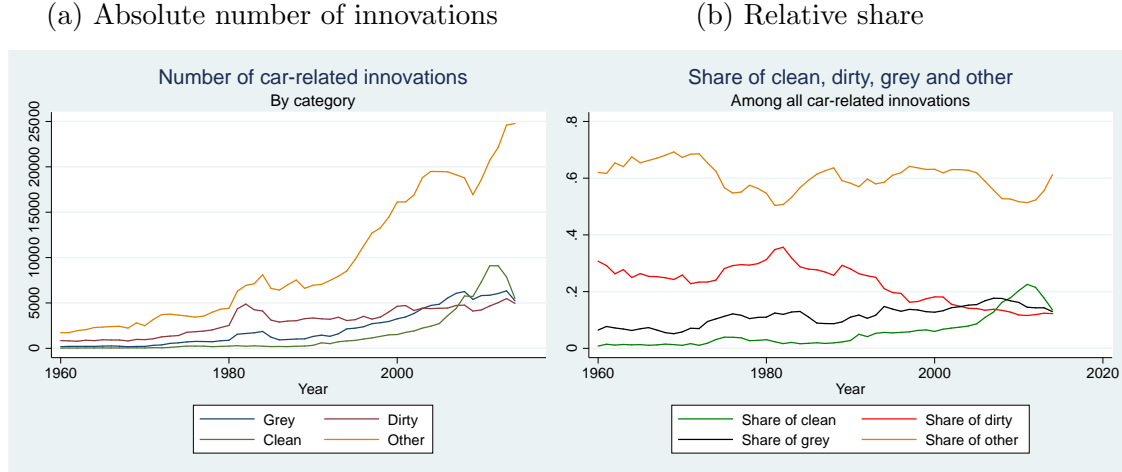 (a) Absolute number of innovations
(b) Relative share
Number of car-related innovations
By category
25000
20000
15000
10000
5000
0
1960
1980
2000
Year
Grey
Dirty
Clean
Other
Share of clean, dirty, grey and other
Among all car-related innovations
.8
.6
.4
.2
0
1960
1980
2000
2020
Year
Share of clean
Share of dirty
Share of grey
Share of other